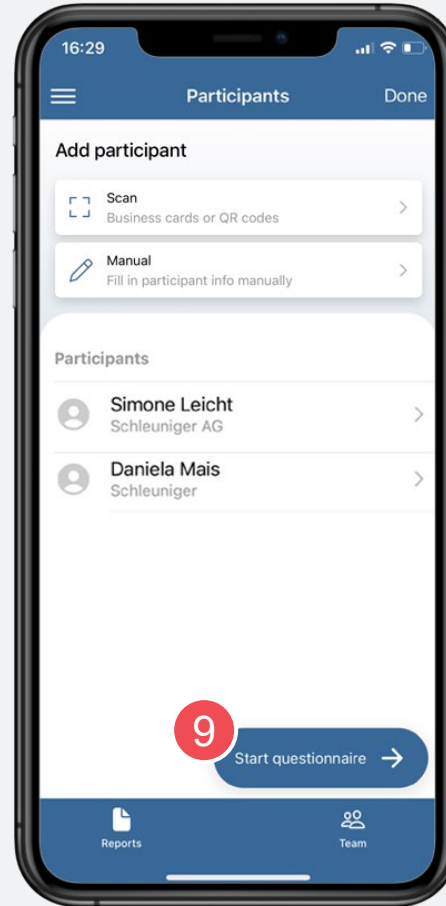 16:29
Participants
Done
Add participant
Scan
Business cards or QR codes
Manual
Fill in participant info manually
Participants
Simone Leicht
Schleuniger AG
Daniela Mais
Schleuniger
9
Start questionnaire
Reports
Team